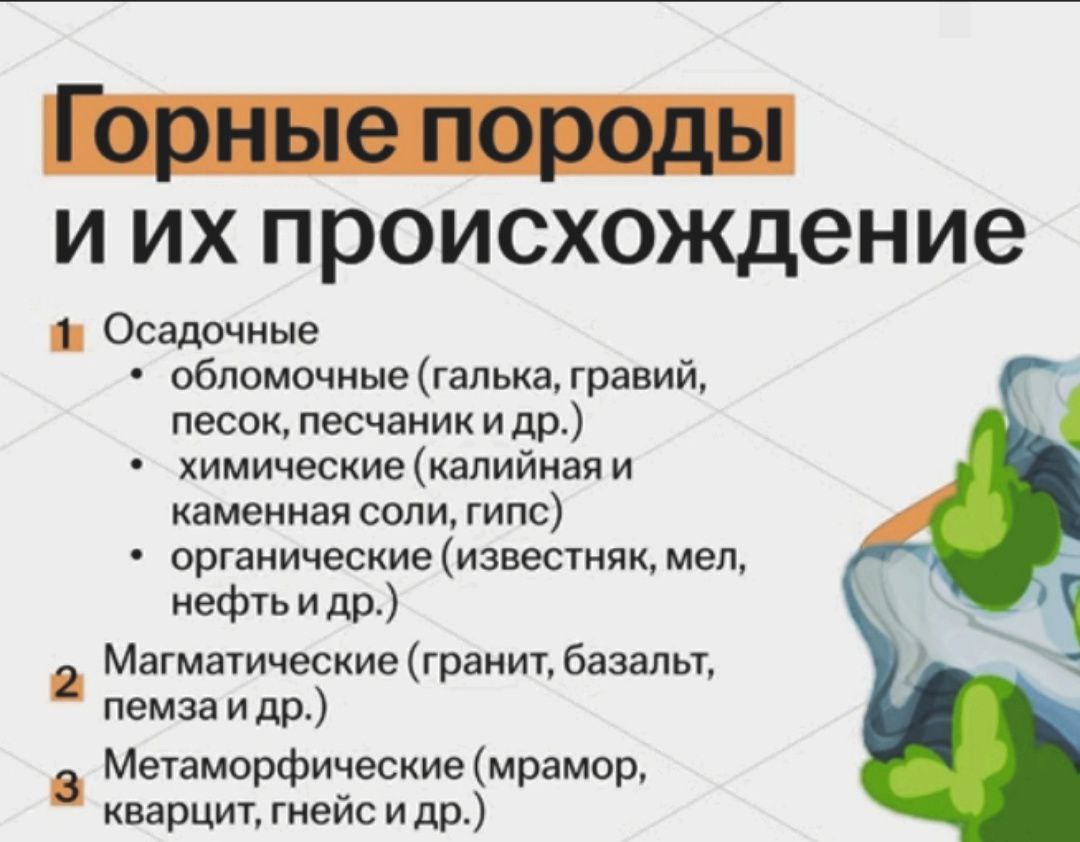 Горные породы
и их происхождение
1 Осадочные
• обломочные (галька, гравий,
песок, песчаник и др.)
• химические (калийная и
каменная соли, гипс)
• органические (известняк, мел,
нефть и др.)
2 Магматические (гранит, базальт,
пемза и др.)
3 Метаморфические (мрамор,
кварцит, гнейс и др.)